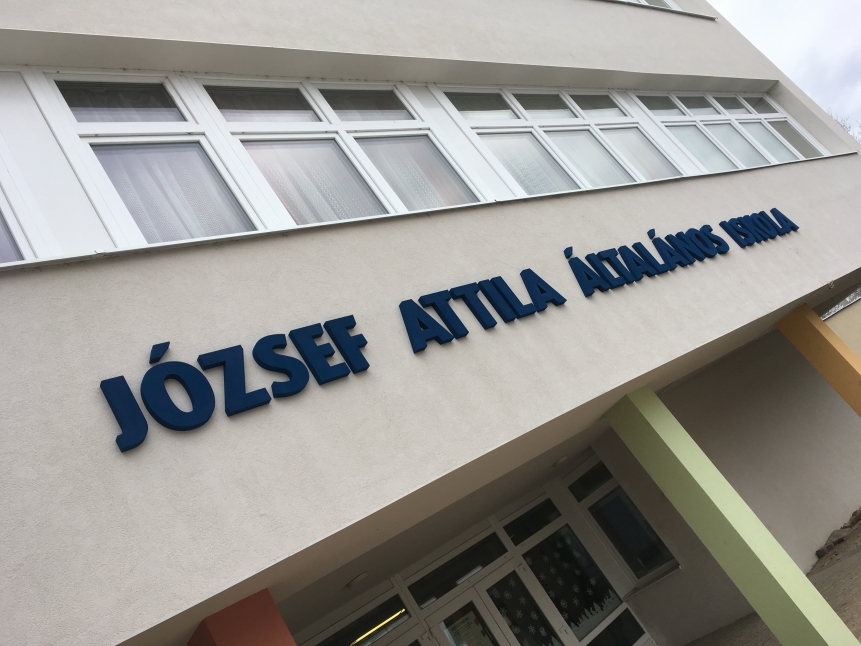 JÓZSEF ATTILA ÁLTALÁNOS ISKOLA